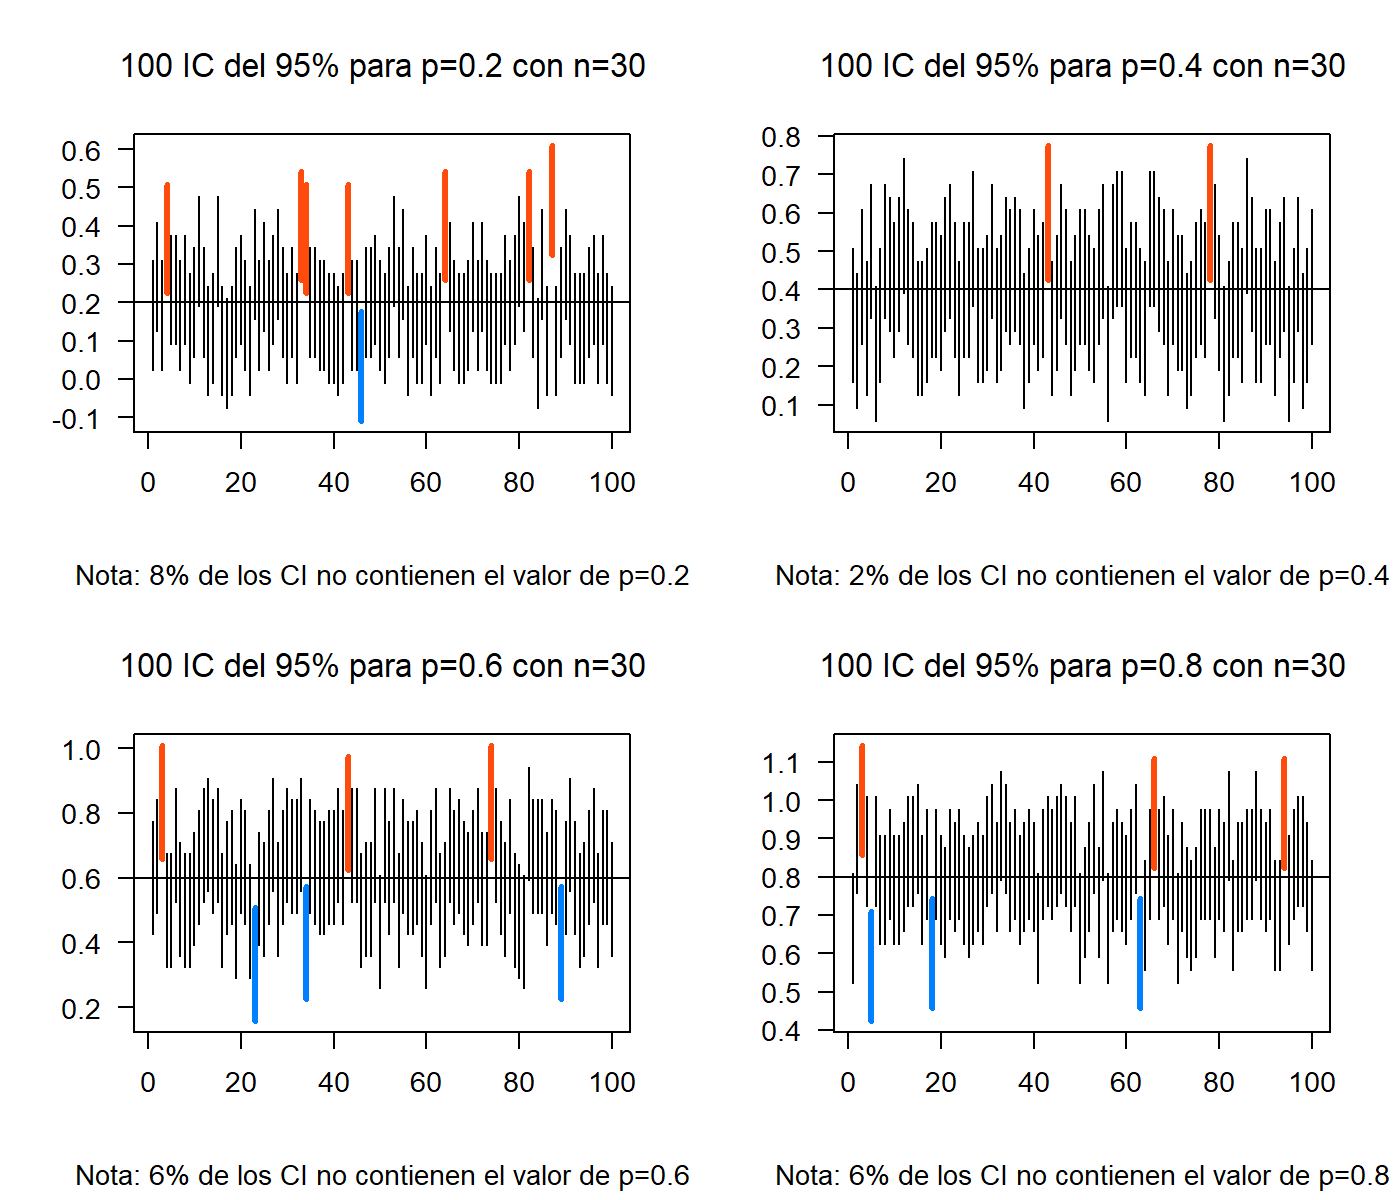 100 IC del 95% para p=0.2 con n=30
0.6
0.5
0.4
0.3
0.2
0.1
0.0
-0.1
0 20 40 60 80 100
Nota: 8% de los CI no contienen el valor de p=0.2
100 IC del 95% para p=0.4 con n=30
0.8
0.7
0.6
0.5
0.4
0.3
0.2
0.1
0 20 40 60 80 100
Nota: 2% de los CI no contienen el valor de p=0.4
100 IC del 95% para p=0.6 con n=30
1.0
0.8
0.6
0.4
0.2
0 20 40 60 80 100
Nota: 6% de los CI no contienen el valor de p=0.6
100 IC del 95% para p=0.8 con n=30
1.1
1.0
0.9
0.8
0.7
0.6
0.5
0.4
0 20 40 60 80 100
Nota: 6% de los CI no contienen el valor de p=0.8